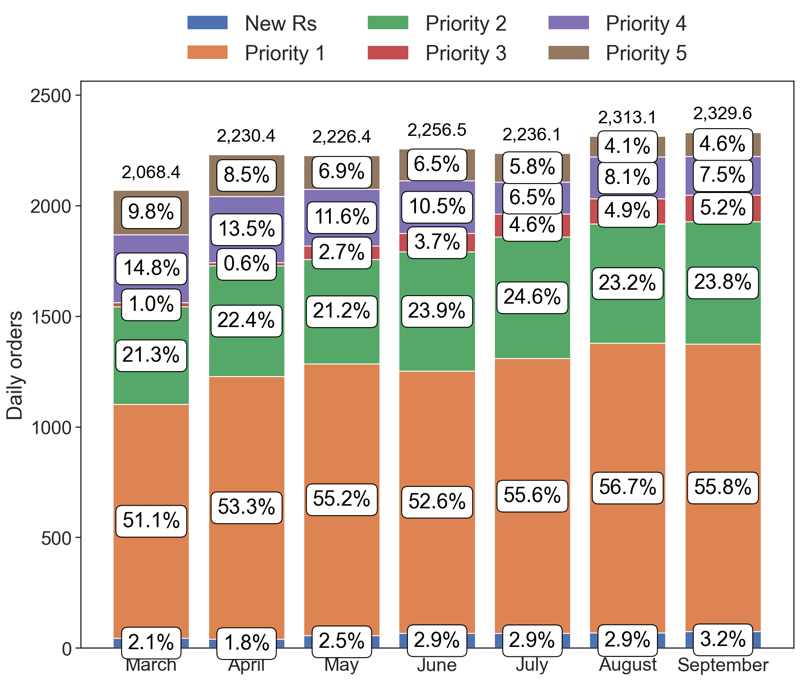 New Rs Priority 2 Priority 4
Priority 1 Priority 3 Priority 5
2500
2,313.1 2,329.6
2,230.4 2,226.4 2,256.5 2,236.1
4.1% 4.6%
2,068.4
8.5% 6.9% 6.5% 5.8%
8.1% 7.5%
2000
9.8% 13.5% 11.6% 10.5% 6.5% 4.9% 5.2%
14.8% 0.6% 2.7% 3.7% 4.6%
1.0%
23.2% 23.8%
1500
22.4% 21.2% 23.9% 24.6%
21.3%
Daily orders
1000
56.7% 55.8%
51.1% 53.3% 55.2% 52.6% 55.6%
500
0
2.1% 1.8% 2.5% 2.9% 2.9% 2.9% 3.2%
March April May June July August September